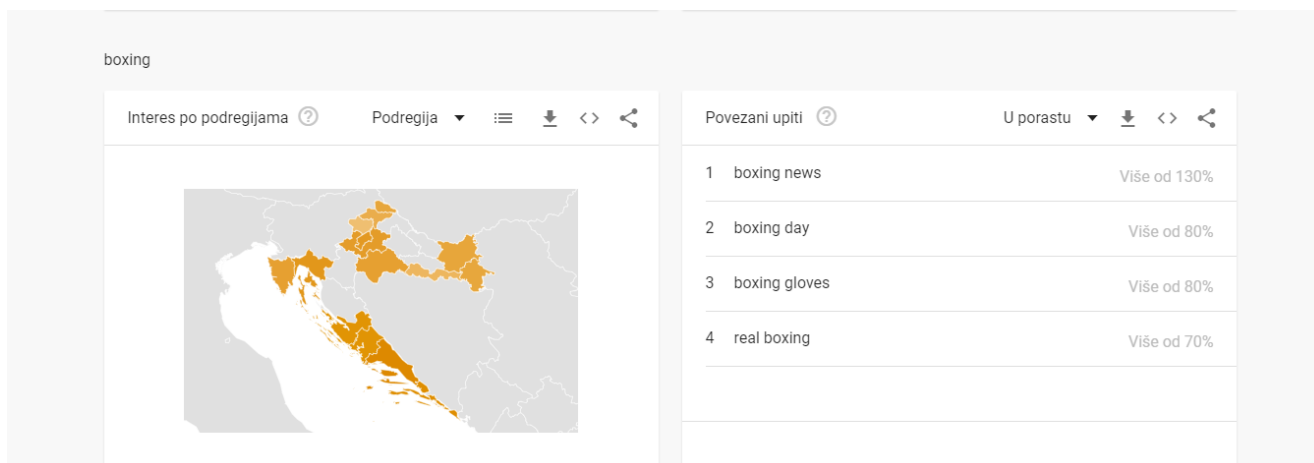 boxing
Interes po podregijama
Podregija
Povezani upiti
U porastu
1 boxing news Više od 130%
2 boxing day Više od 80%
3 boxing gloves Više od 80%
4 real boxing Više od 70%